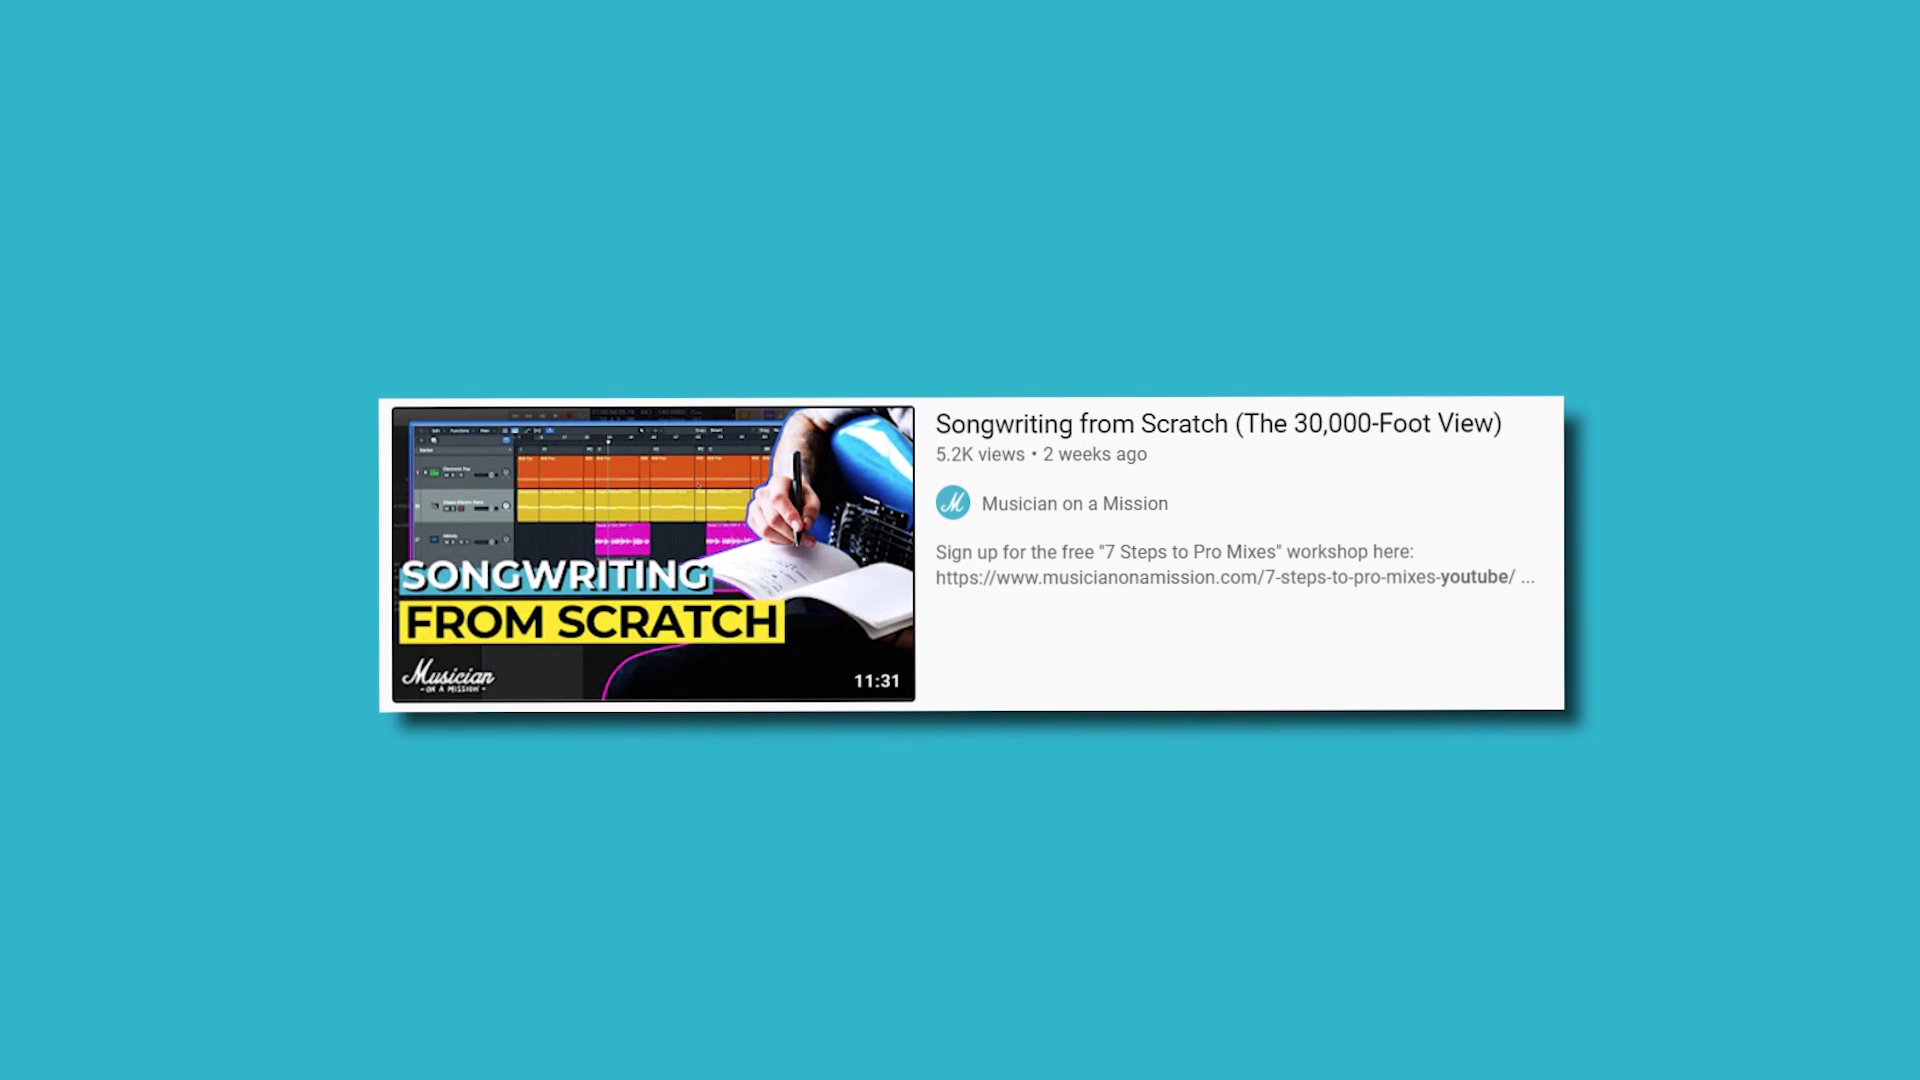 SONGWRITING
FROM SCRATCH
Musician
-ON A MISSION-
11:31
Songwriting from Scratch (The 30,000-Foot View)
5.2K views • 2 weeks ago
M Musician on a Mission
Sign up for the free "7 Steps to Pro Mixes" workshop here:
https://www.musicianonamission.com/7-steps-to-pro-mixes-youtube/ ...